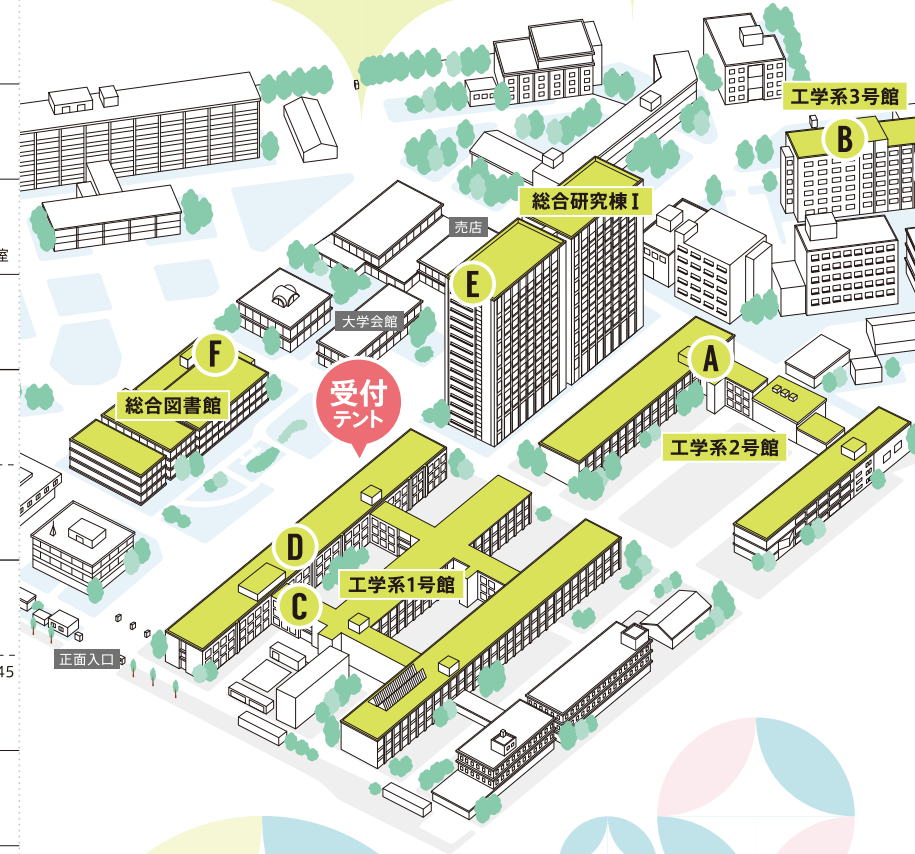 工学系3号館
B
総合研究棟Ⅰ
売店
E
大学会館
F
A
受付
テント
総合図書館
工学系2号館
D
工学系1号館
C
室
正面入口
45